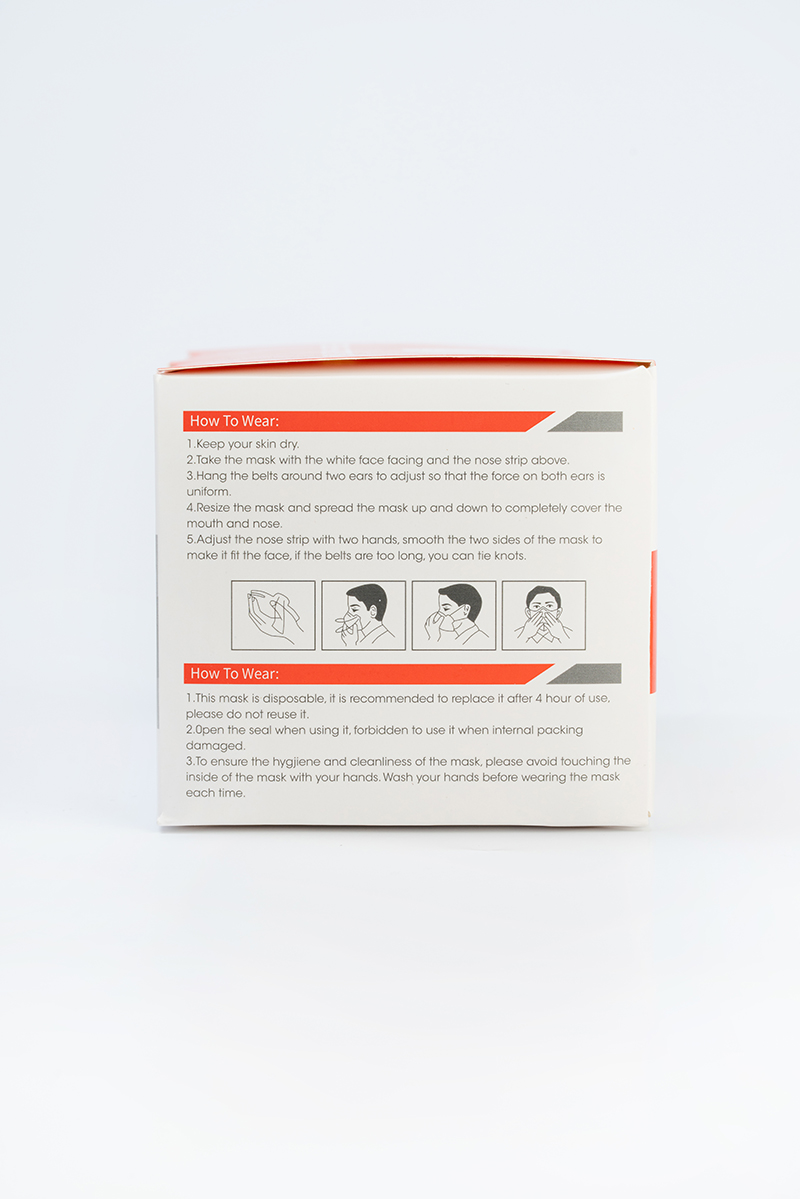 How To Wear:
1.Keep your skin dry.
2.Take the mask with the white face facing and the nose strip above.
3.Hang the belts around two ears to adjust so that the force on both ears is
uniform.
4.Resize the mask and spread the mask up and down to completely cover the
mouth and nose.
5.Adjust the nose strip with two hands, smooth the two sides of the mask to
make it fit the face, if the belts are too long, you can tie knots.
How To Wear:
1.This mask is disposable, it is recommended to replace it after 4 hour of use,
please do not reuse it.
2.Open the seal when using it, forbidden to use it when internal packing
damaged.
3.To ensure the hygjiene and cleanliness of the mask, please avoid touching the
inside of the mask with your hands. Wash your hands before wearing the mask
each time.